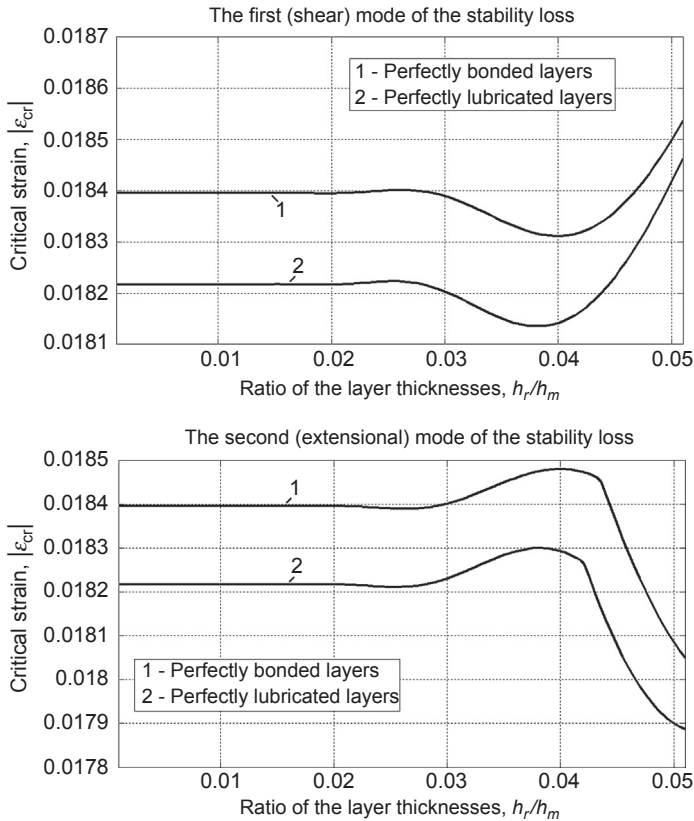 The first (shear) mode of the stability loss
0.0187
0.0186
0.0185
0.0184
0.0183
0.0182
0.0181
Critical strain, |εcr|
1 - Perfectly bonded layers
2 - Perfectly lubricated layers
1
2
0.01 0.02 0.03 0.04 0.05
Ratio of the layer thicknesses, hr/hm
The second (extensional) mode of the stability loss
0.0185
0.0184
0.0183
0.0182
0.0181
0.018
0.0179
0.0178
Critical strain, |εcr|
1
2
1 - Perfectly bonded layers
2 - Perfectly lubricated layers
0.01 0.02 0.03 0.04 0.05
Ratio of the layer thicknesses, hr/hm